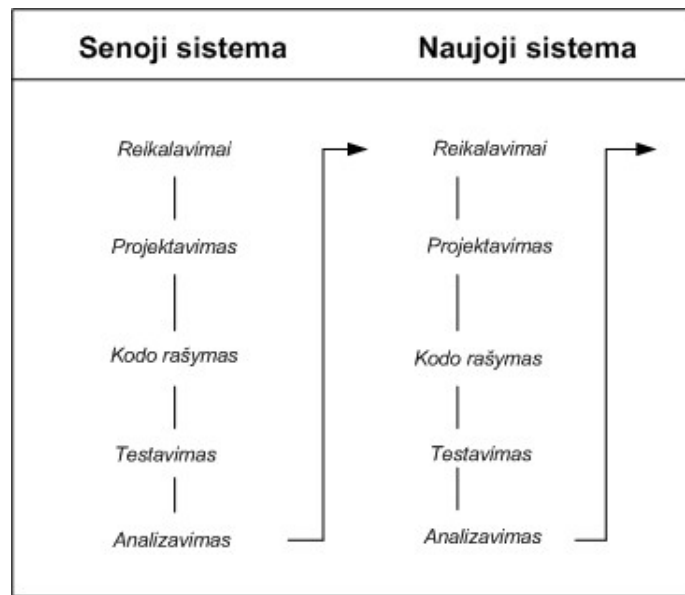 Senoji sistema
Naujoji sistema
Reikalavimai
Projektavimas
Kodo rašymas
Testavimas
Analizavimas
Reikalavimai
Projektavimas
Kodo rašymas
Testavimas
Analizavimas